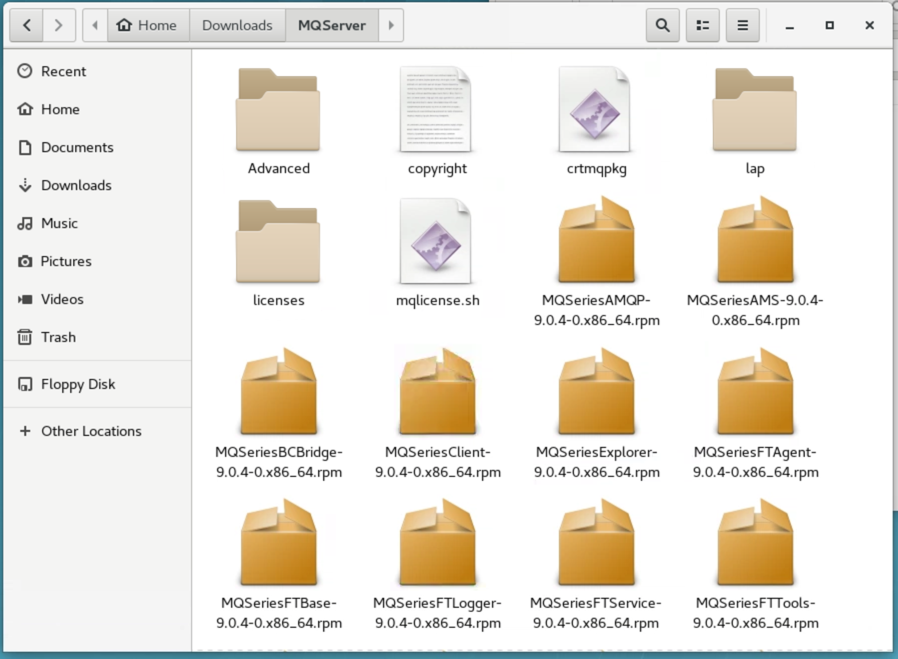 Home Downloads MQServer
Recent
Home
Documents
Downloads
Music
Pictures
Videos
Trash
Floppy Disk
Other Locations
Advanced copyright crtmqpkg lap
licenses mqlicense.sh MQSeriesAMQP- MQSeriesAMS-9.0.4-
9.0.4-0.x86_64.rpm 0.x86_64.rpm
MQSeriesBCBridge- MQSeriesClient- MQSeriesExplorer- MQSeriesFTAgent-
9.0.4-0.x86_64.rpm 9.0.4-0.x86_64.rpm 9.0.4-0.x86_64.rpm 9.0.4-0.x86_64.rpm
MQSeriesFTBase- MQSeriesFTLogger- MQSeriesFTService- MQSeriesFTTools-
9.0.4-0.x86_64.rpm 9.0.4-0.x86_64.rpm 9.0.4-0.x86_64.rpm 9.0.4-0.x86_64.rpm